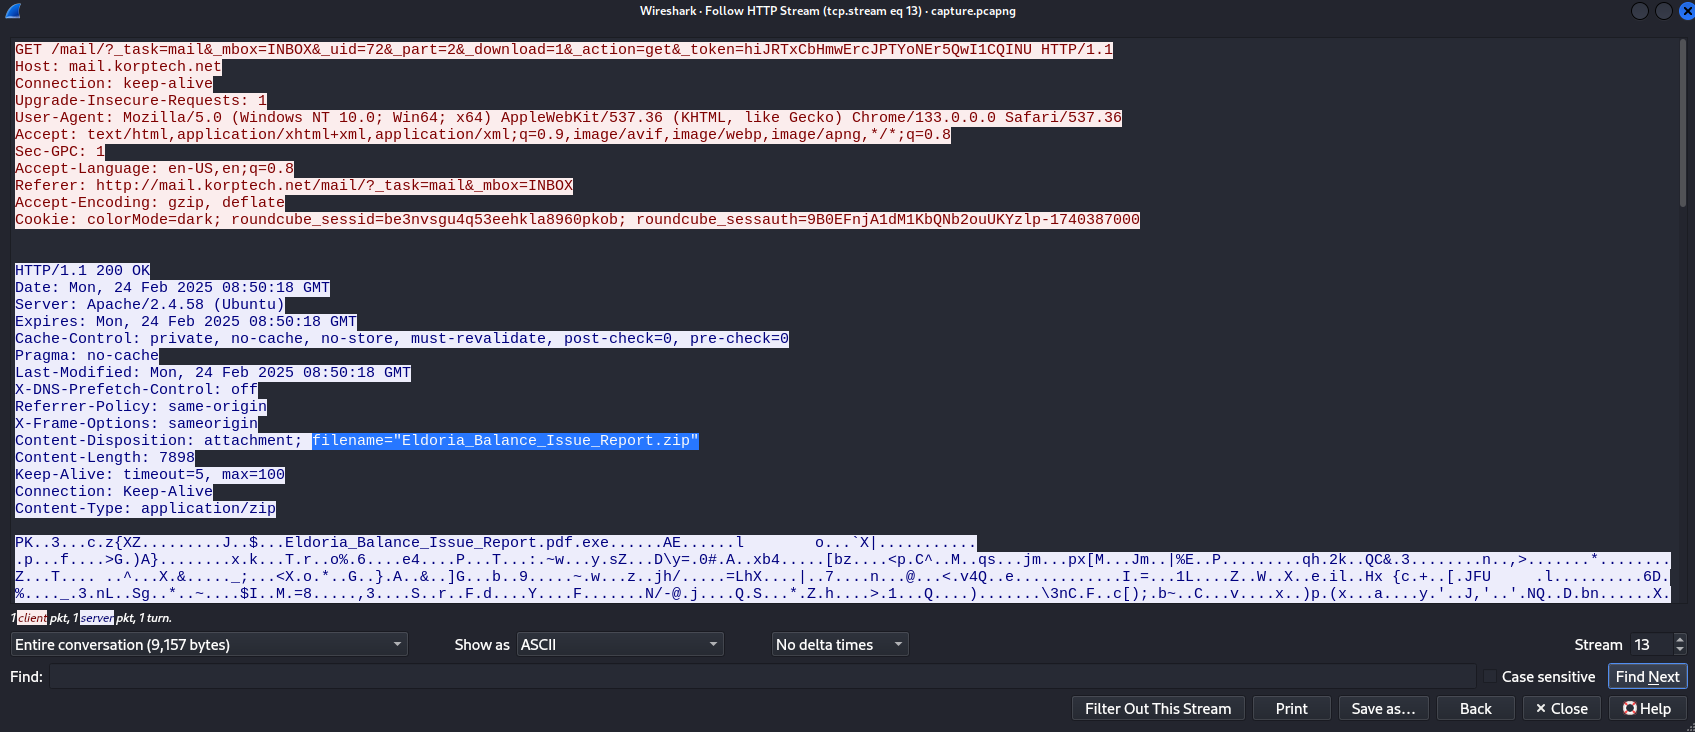 Wireshark · Follow HTTP Stream (tcp.stream eq 13) · capture.pcapng
GET /mail/?_task=mail&_mbox=INBOX&_uid=72&_part=2&_download=1&_action=get&_token=hiJRTxCbHmwErcJPTYoNEr5QwI1CQINU HTTP/1.1
Host: mail.korptech.net
Connection: keep-alive
Upgrade-Insecure-Requests: 1
User-Agent: Mozilla/5.0 (Windows NT 10.0; Win64; x64) AppleWebKit/537.36 (KHTML, like Gecko) Chrome/133.0.0.0 Safari/537.36
Accept: text/html,application/xhtml+xml,application/xml;q=0.9,image/avif,image/webp,image/apng,*/*;q=0.8
Sec-GPC: 1
Accept-Language: en-US,en;q=0.8
Referer: http://mail.korptech.net/mail/?_task=mail&_mbox=INBOX
Accept-Encoding: gzip, deflate
Cookie: colorMode=dark; roundcube_sessid=be3nvsgu4q53eehkla8960pkob; roundcube_sessauth=9B0EFnjA1dM1KbQNb2ouUKYzlp-1740387000
HTTP/1.1 200 OK
Date: Mon, 24 Feb 2025 08:50:18 GMT
Server: Apache/2.4.58 (Ubuntu)
Expires: Mon, 24 Feb 2025 08:50:18 GMT
Cache-Control: private, no-cache, no-store, must-revalidate, post-check=0, pre-check=0
Pragma: no-cache
Last-Modified: Mon, 24 Feb 2025 08:50:18 GMT
X-DNS-Prefetch-Control: off
Referrer-Policy: same-origin
X-Frame-Options: sameorigin
Content-Disposition: attachment; filename="Eldoria_Balance_Issue_Report.zip"
Content-Length: 7898
Keep-Alive: timeout=5, max=100
Connection: Keep-Alive
Content-Type: application/zip
PK..3...c.z{XZ.........J..$...Eldoria_Balance_Issue_Report.pdf.exe......AE......l        o...`X|...........
.p...f....>G.)A}........x.k...T.r..o%.6....e4....P...T...:.~w...y.sZ...D\y=.0#.A..xb4.....[bz....<p.C^..M..qs...jm...px[M...Jm..|%E..P.........qh.2k..QC&.3........n..,>.......*........
Z...T.... ..^...X.&....._;...<X.o.*..G..}.A..&..]G...b..9.....~.w...z..jh/.....=LhX....|..7....n...@...<.v4Q..e............I.=...1L....Z..W..X..e.il..Hx {c.+..[.JFU     .l..........6D.
%...._.3.nL..Sg..*..~....$I..M.=8.....,3....S..r..F.d....Y....F.......N/-@.j....Q.S...*.Z.h....>.1...Q....).......\3nC.F..c[);.b~..C...v....x..)p.(x...a....y.'..J,'..'.NQ..D.bn......X.
1 client pkt, 1 server pkt, 1 turn.
Entire conversation (9,157 bytes) Show as ASCII No delta times Stream 13
Find: Case sensitive Find Next
Filter Out This Stream Print Save as… Back × Close Help